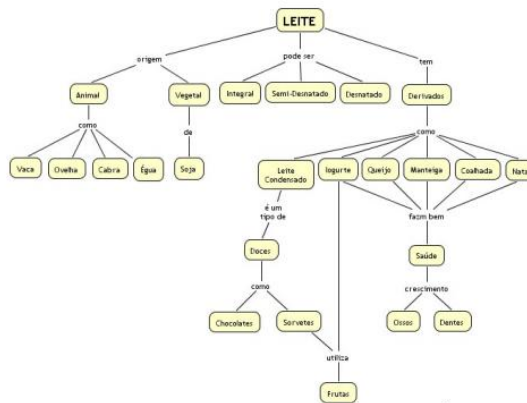 LEITE
origem
pode ser
tem
Animal
Vegetal
Integral
Semi-Desnatado
Desnatado
Derivados
como
de
como
Vaca
Ovelha
Cabra
Égua
Soja
Leite
Condensado
Iogurte
Queijo
Manteiga
Coalhada
Nata
é um
tipo de
fazm bem
Doces
Saúde
como
crescimento
Chocolates
Sorvetes
Ossos
Dentes
utiliza
Frutas